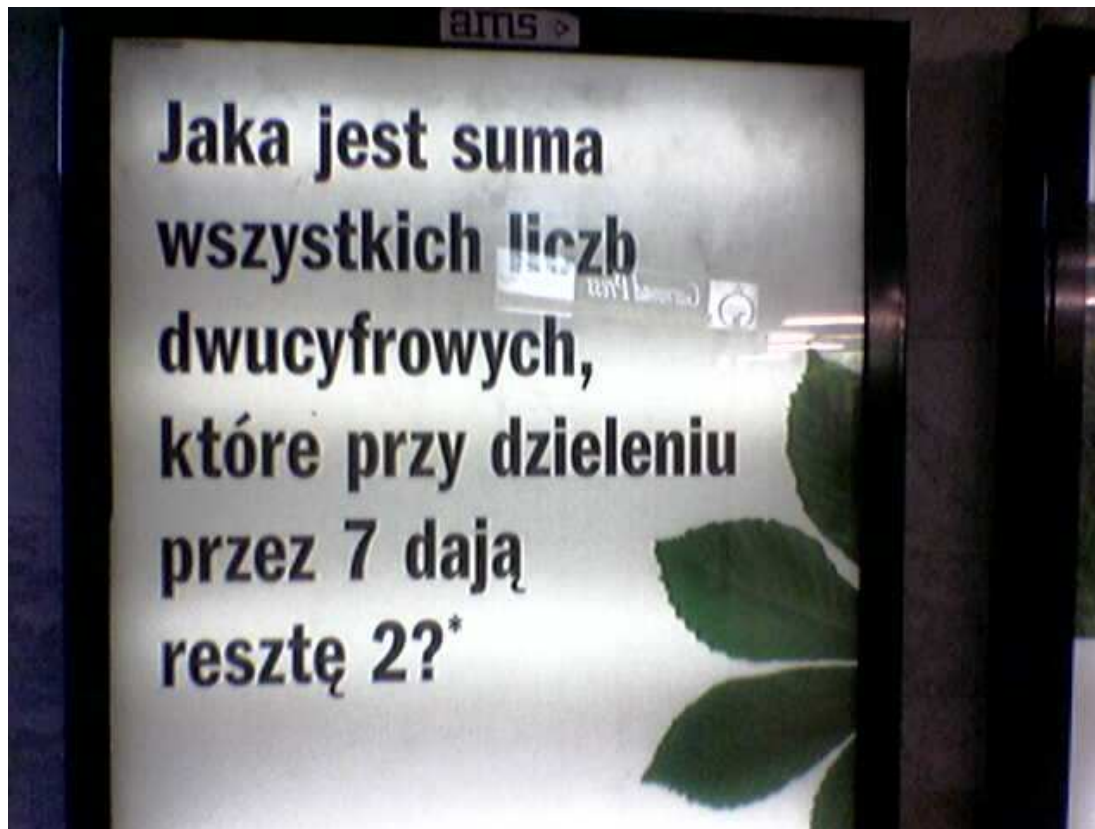 ams
Jaka jest suma
wszystkich liczb
dwucyfrowych,
które przy dzieleniu
przez 7 dają
resztę 2?*